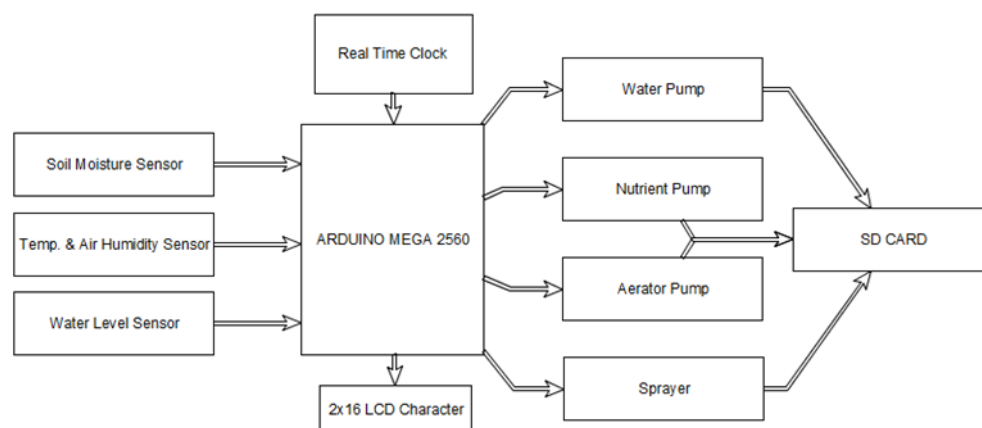 Real Time Clock
Water Pump
Soil Moisture Sensor
Nutrient Pump
Temp. & Air Humidity Sensor
ARDUINO MEGA 2560
SD CARD
Aerator Pump
Water Level Sensor
Sprayer
2x16 LCD Character